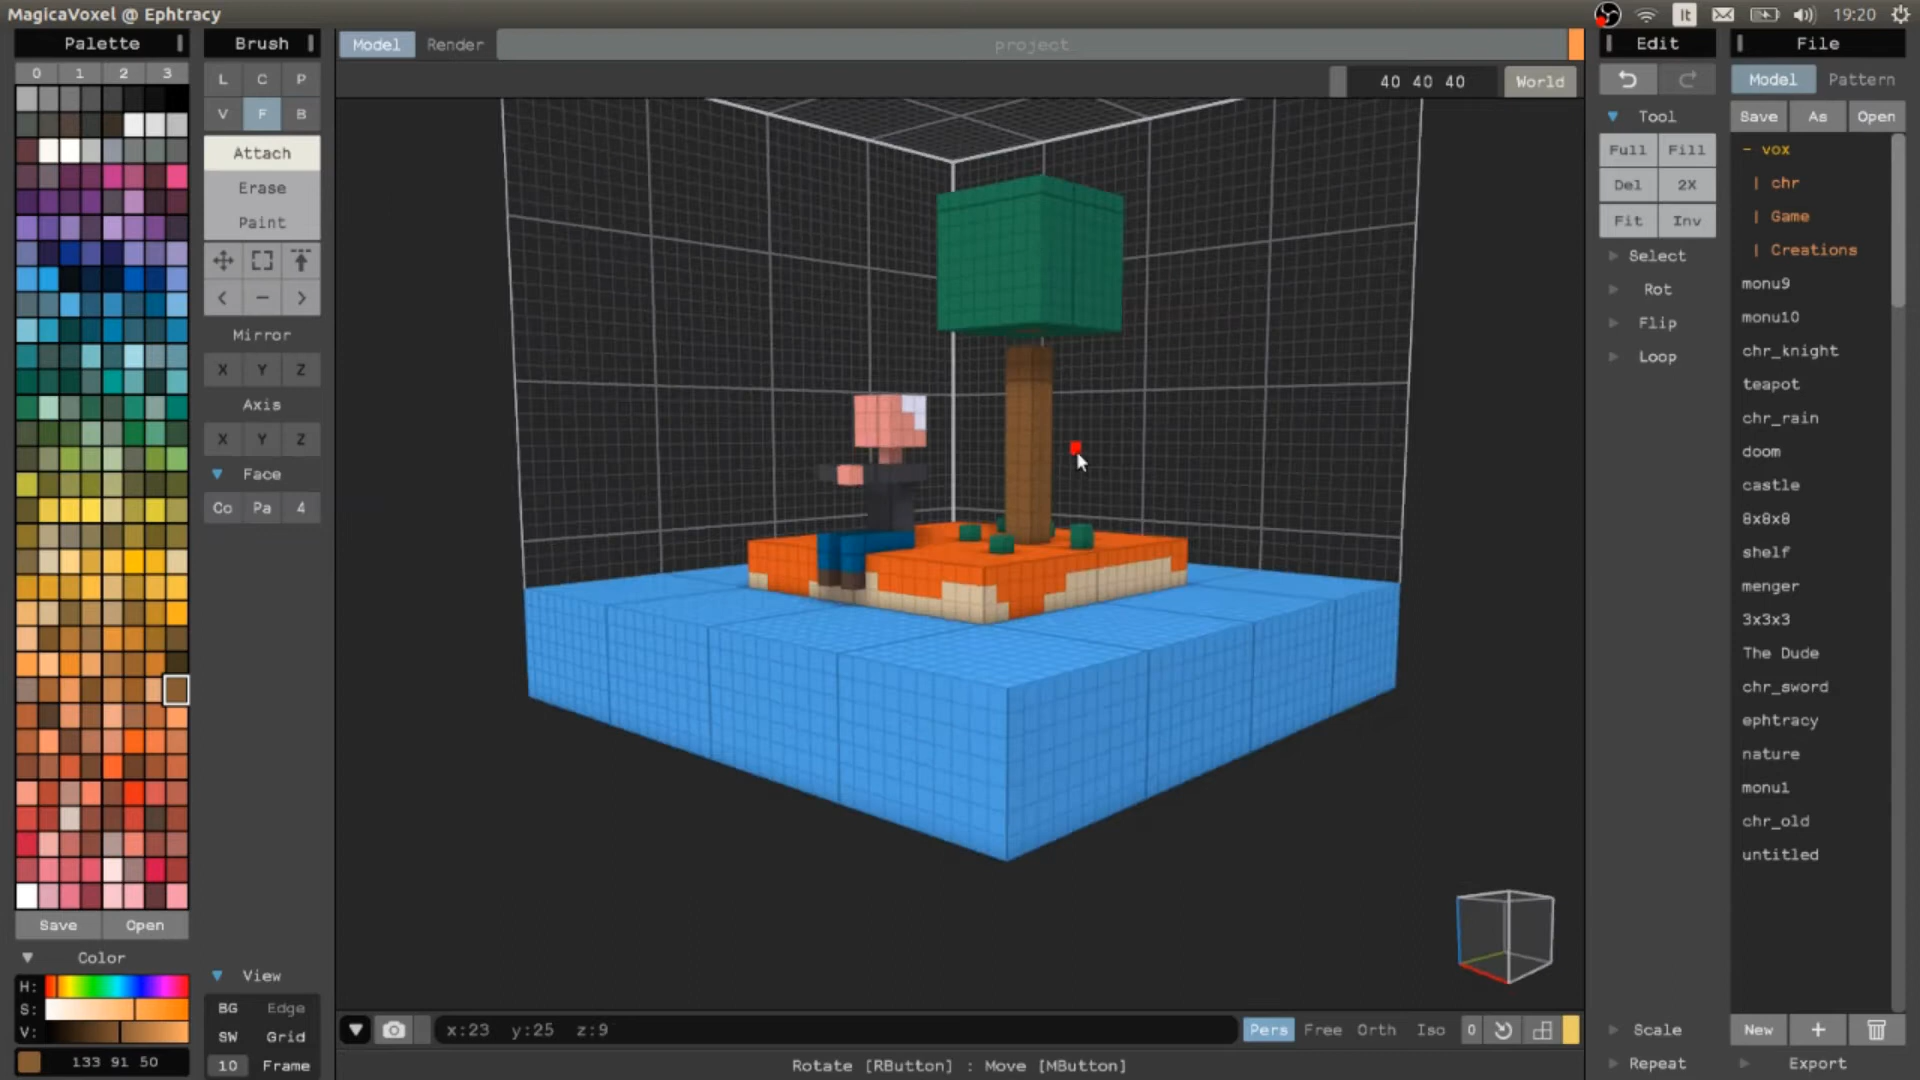 MagicaVoxel @ Ephtracy
lt
19:20
Palette
Brush
Model
Render
project
Edit
File
0 1 2 3
L C P
40 40 40
World
Model
Pattern
V F B
Tool
Save
As
Open
Attach
Full
Fill
- vox
Erase
Del
2X
| chr
Paint
Fit
Inv
| Game
Select
| Creations
< - >
Rot
monu9
Mirror
Flip
monu10
X Y Z
Loop
chr_knight
teapot
Axis
chr_rain
X Y Z
doom
Face
castle
Co Pa 4
8x8x8
shelf
menger
3x3x3
The Dude
chr_sword
ephtracy
nature
monu1
chr_old
untitled
Save
Open
Color
View
H:
S:
BG
Edge
V:
SW
Grid
x:23 y:25 z:9
Pers
Free
Orth
Iso
0
Scale
New
+
133 91 50
10
Frame
Rotate [RButton] : Move [MButton]
Repeat
Export